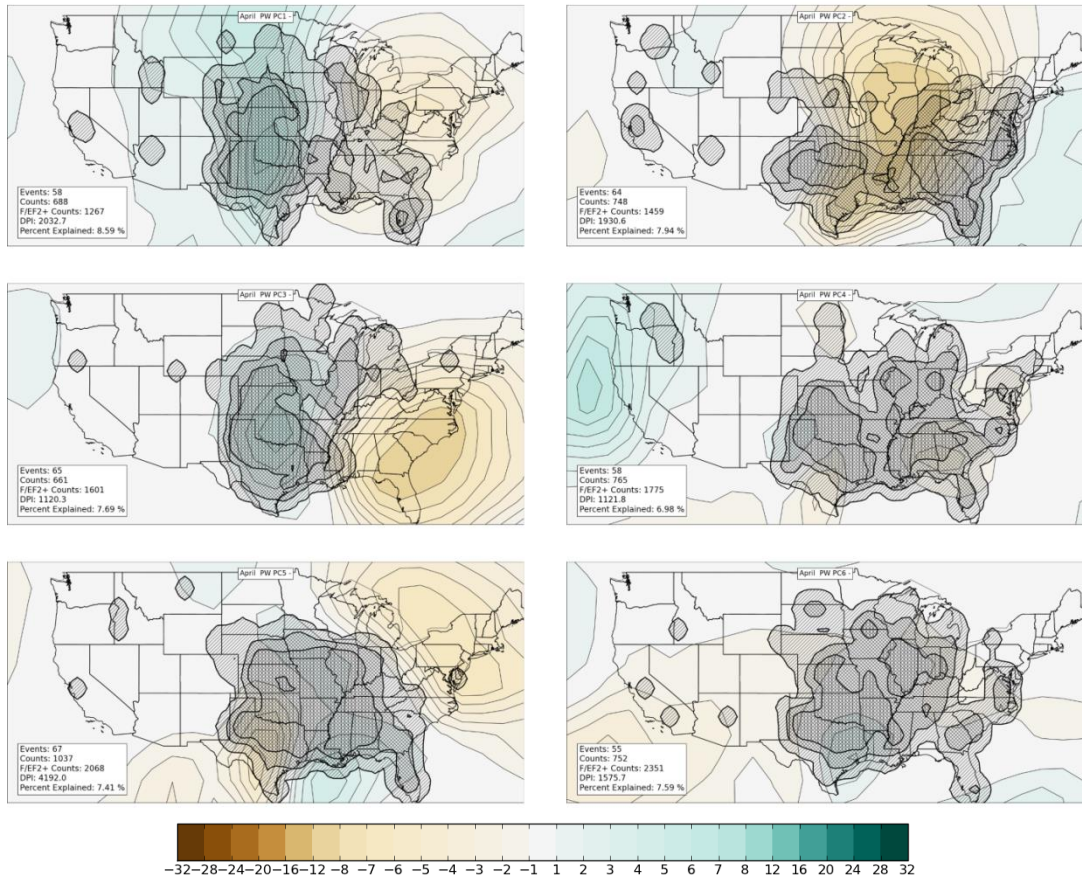 April PW PC1 -
Events: 58
Counts: 688
F/EF2+ Counts: 1267
DPI: 2032.7
Percent Explained: 8.59 %
April PW PC2 -
Events: 64
Counts: 748
F/EF2+ Counts: 1459
DPI: 1930.6
Percent Explained: 7.94 %
April PW PC3 -
Events: 65
Counts: 661
F/EF2+ Counts: 1601
DPI: 1120.3
Percent Explained: 7.69 %
April PW PC4 -
Events: 58
Counts: 765
F/EF2+ Counts: 1775
DPI: 1121.8
Percent Explained: 6.98 %
April PW PC5 -
Events: 67
Counts: 1037
F/EF2+ Counts: 2068
DPI: 4192.0
Percent Explained: 7.41 %
April PW PC6 -
Events: 55
Counts: 752
F/EF2+ Counts: 2351
DPI: 1575.7
Percent Explained: 7.59 %
−32−28−24−20−16−12 −8 −7 −6 −5 −4 −3 −2 −1 1 2 3 4 5 6 7 8 12 16 20 24 28 32